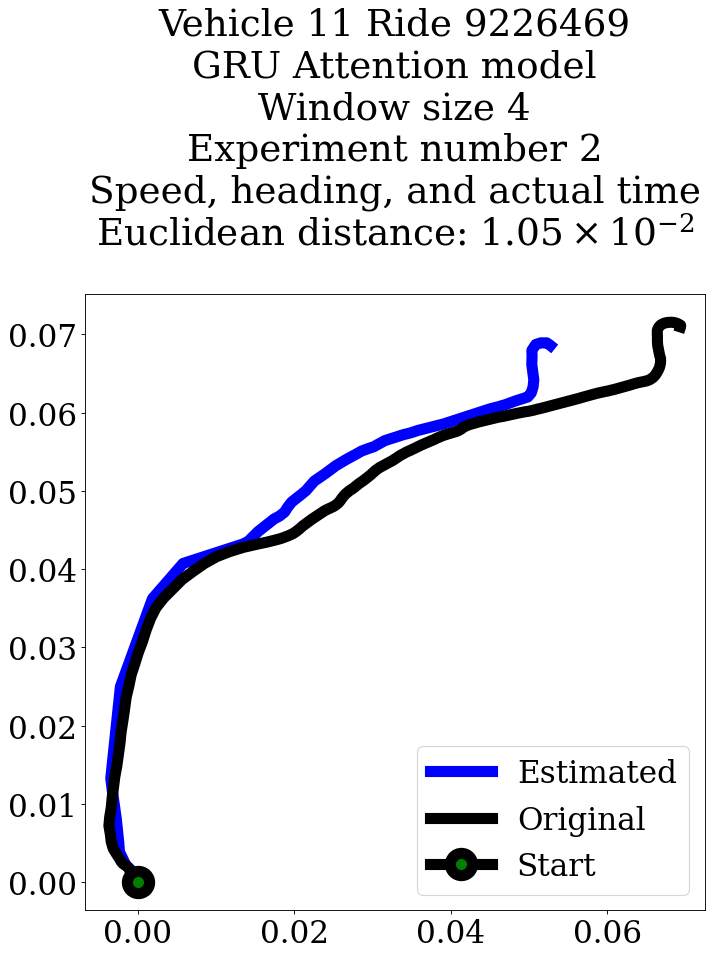 Vehicle 11 Ride 9226469
GRU Attention model
Window size 4
Experiment number 2
Speed, heading, and actual time
Euclidean distance: 1.05 × 10⁻²
0.07
0.06
0.05
0.04
0.03
0.02
0.01
0.00
Estimated
Original
Start
0.00 0.02 0.04 0.06